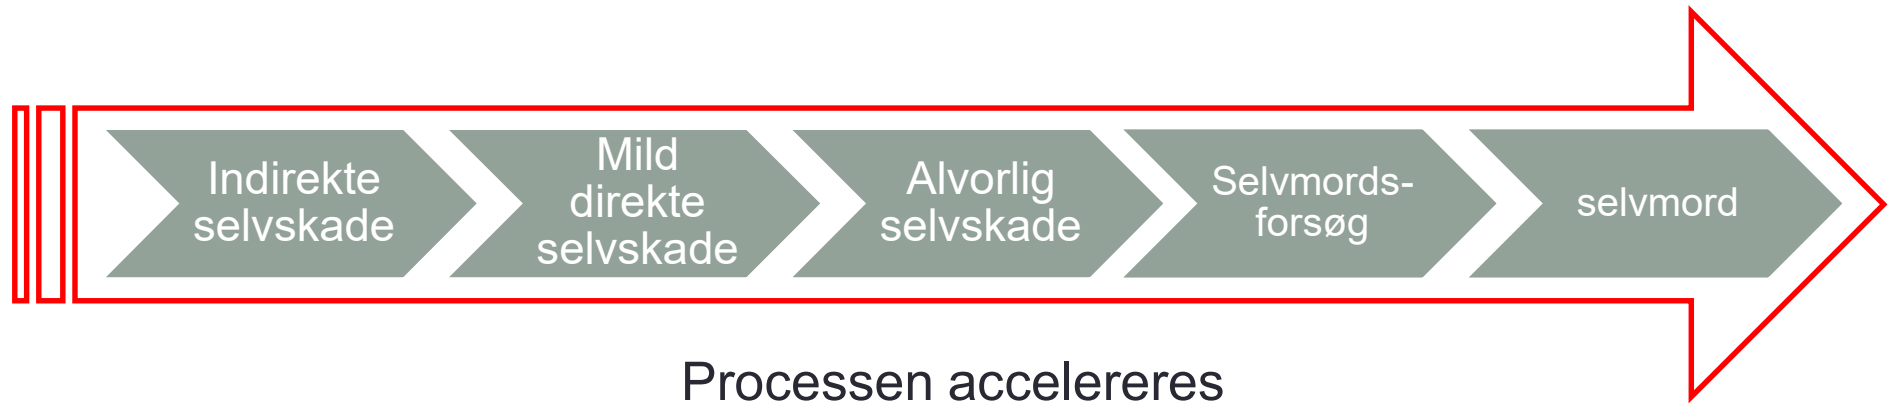 Indirekte
selvskade
Mild
direkte
selvskade
Alvorlig
selvskade
Selvmords-
forsøg
selvmord
Processen accelereres